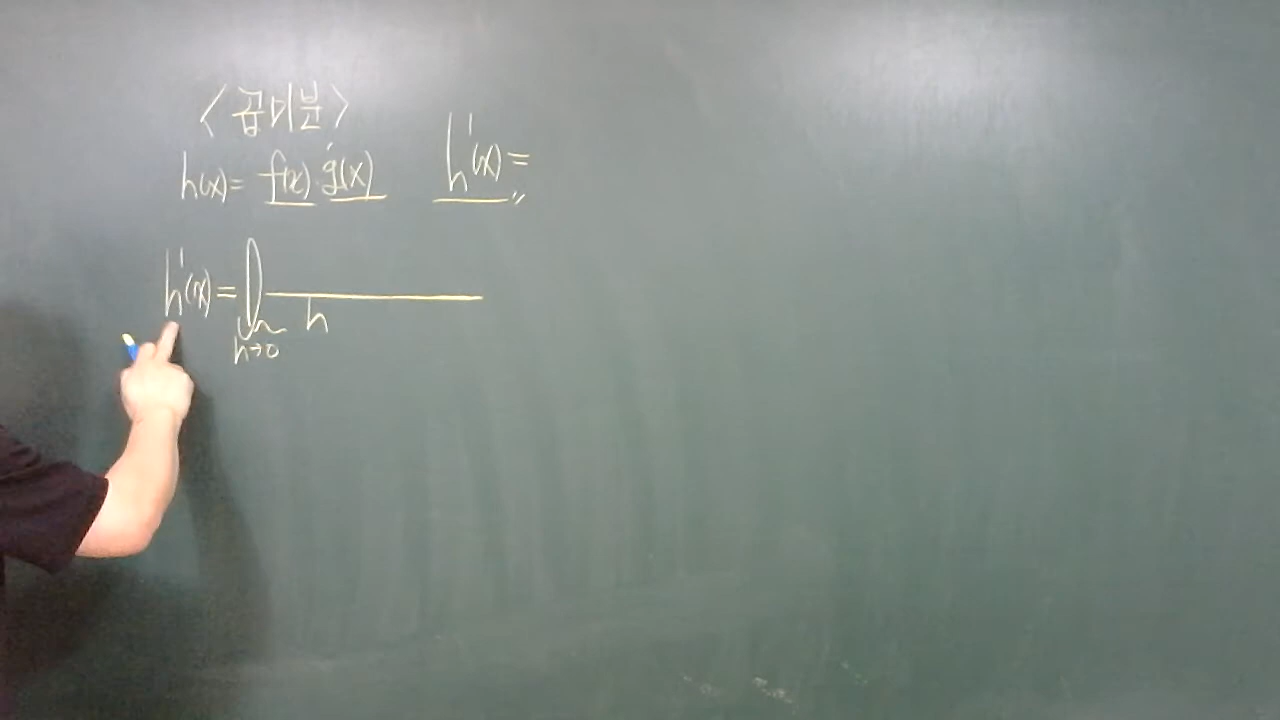 <곱미분>
h(x)= f(x)·g(x)
h'(x)=
h'(x)= lim h→0 ─── h